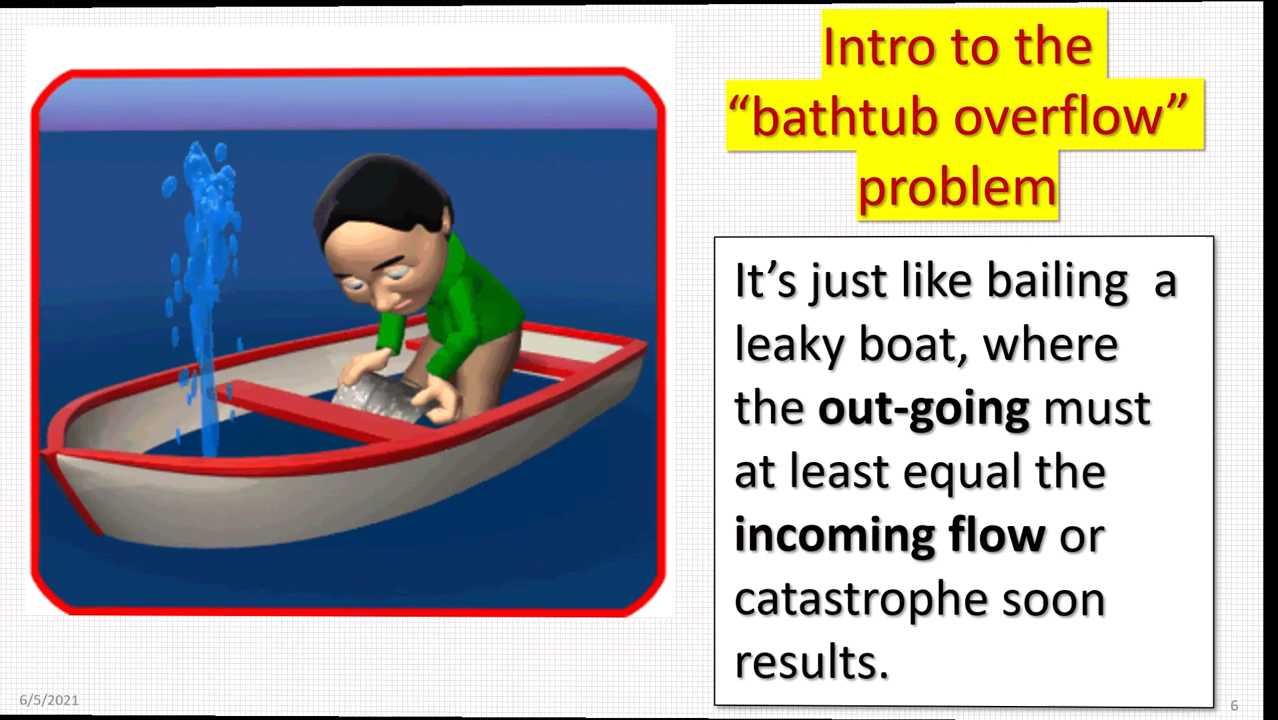 Intro to the
“bathtub overflow”
problem
It’s just like bailing a
leaky boat, where
the out-going must
at least equal the
incoming flow or
catastrophe soon
results.
6/5/2021
6